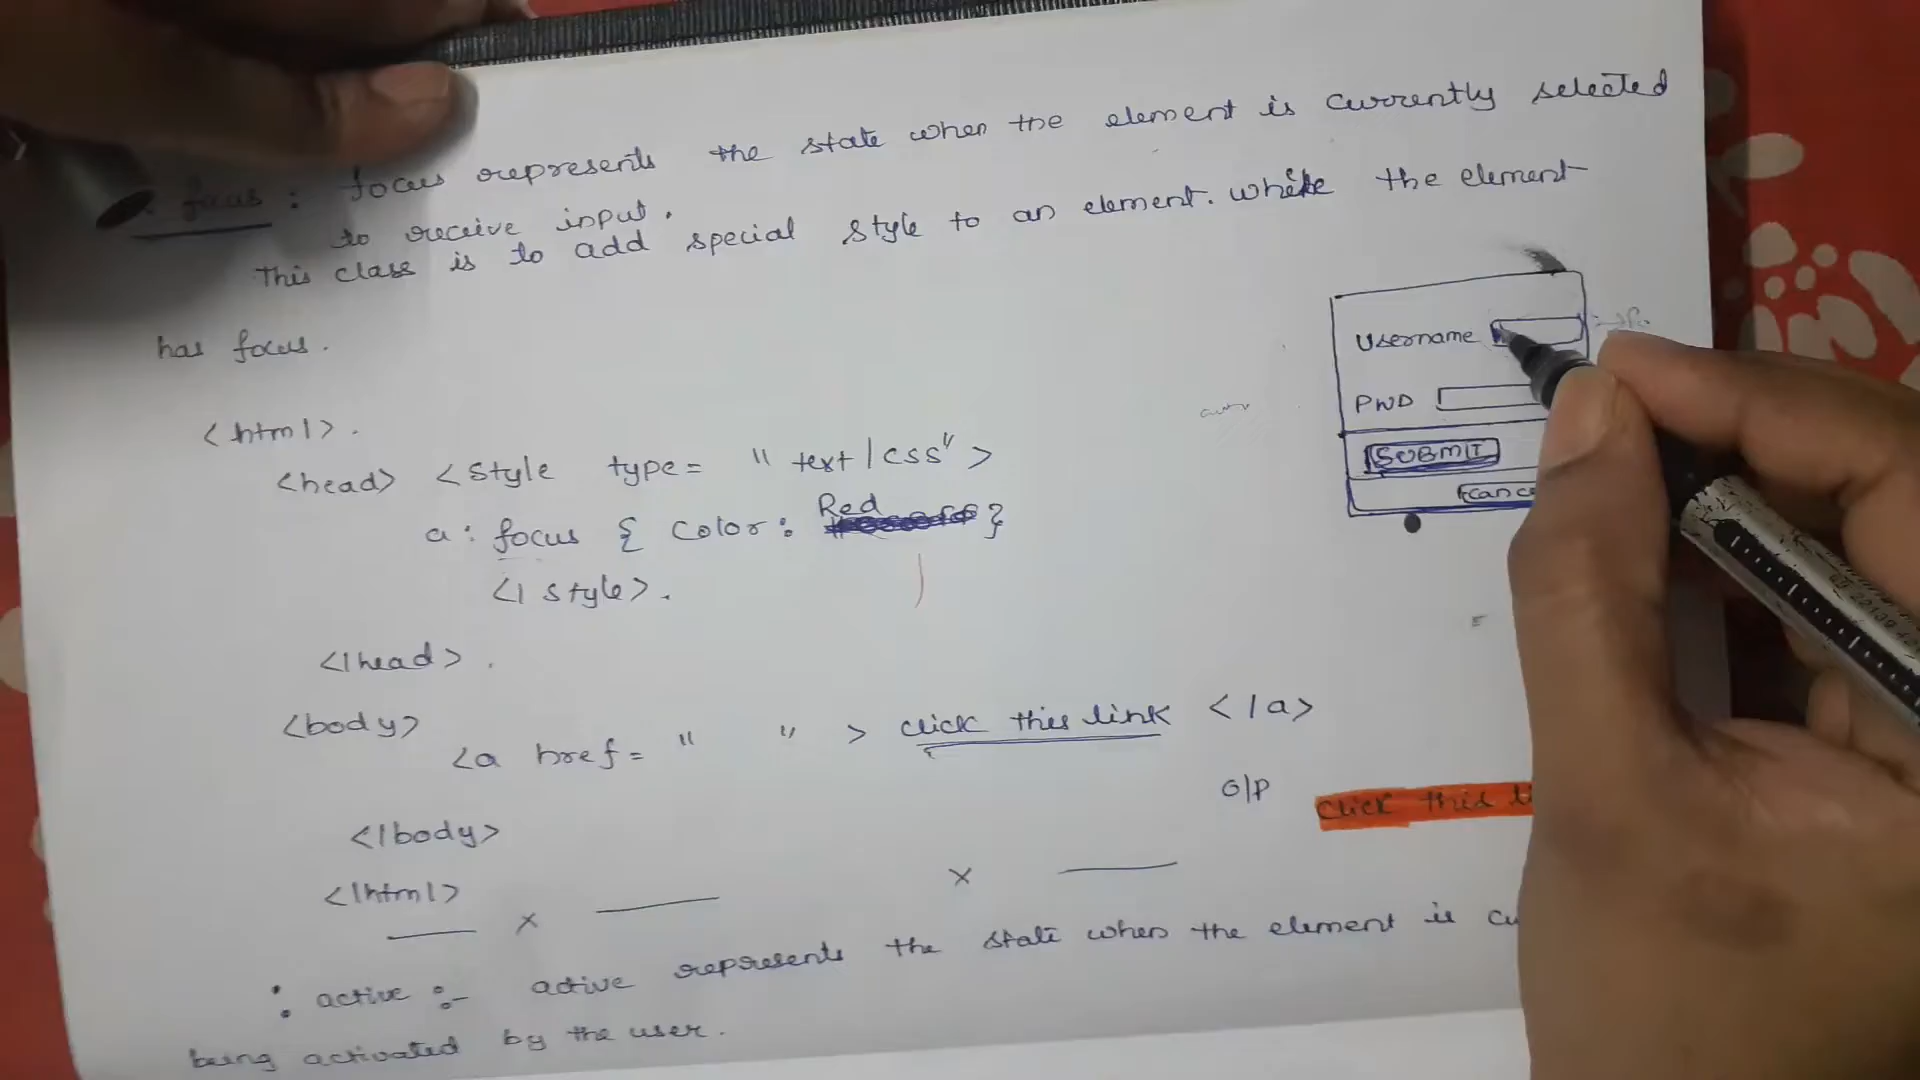 : focus : focus represents the state when the element is currently selected
to receive input.
This class is to add special style to an element. while the element
has focus.
<html>.
<head> <style type= " text/css">
a: focus { color: Red }
</style>.
</head>.
<body>
<a href= " " > click this link </a>
</body>
</html>
x x
Username
PWD
SUBMIT
O/P click this
: active :- active represents the state when the element is
being activated by the user.